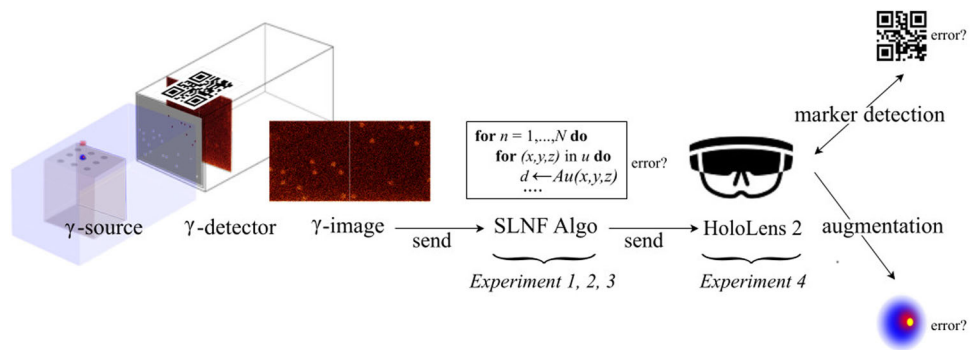 error?
marker detection
for n = 1,...,N do
for (x,y,z) in u do
d ← Au(x,y,z)
....
error?
γ-source
γ-detector
γ-image
send
SLNF Algo
send
HoloLens 2
augmentation
Experiment 1, 2, 3
Experiment 4
error?